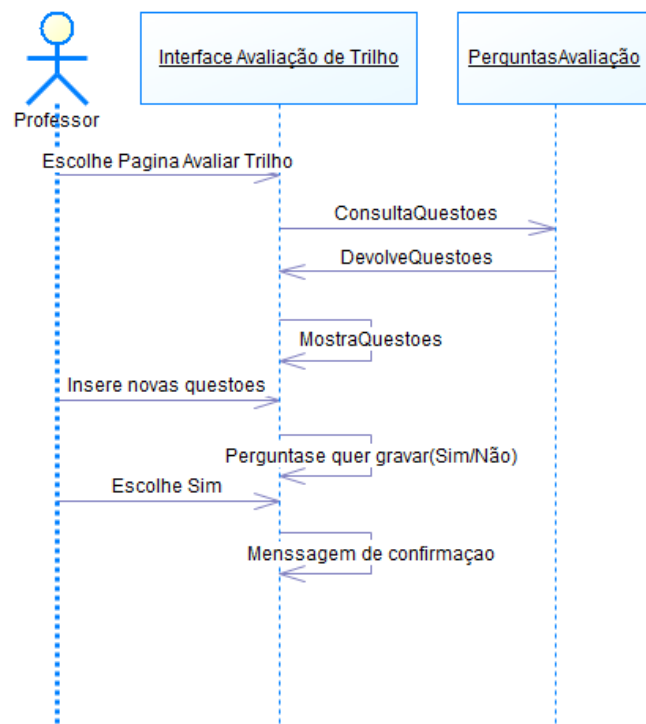 Interface Avaliação de Trilho
PerguntasAvaliação
Professor
Escolhe Pagina Avaliar Trilho
ConsultaQuestoes
DevolveQuestoes
MostraQuestoes
Insere novas questoes
Perguntase quer gravar(Sim/Não)
Escolhe Sim
Menssagem de confirmaçao